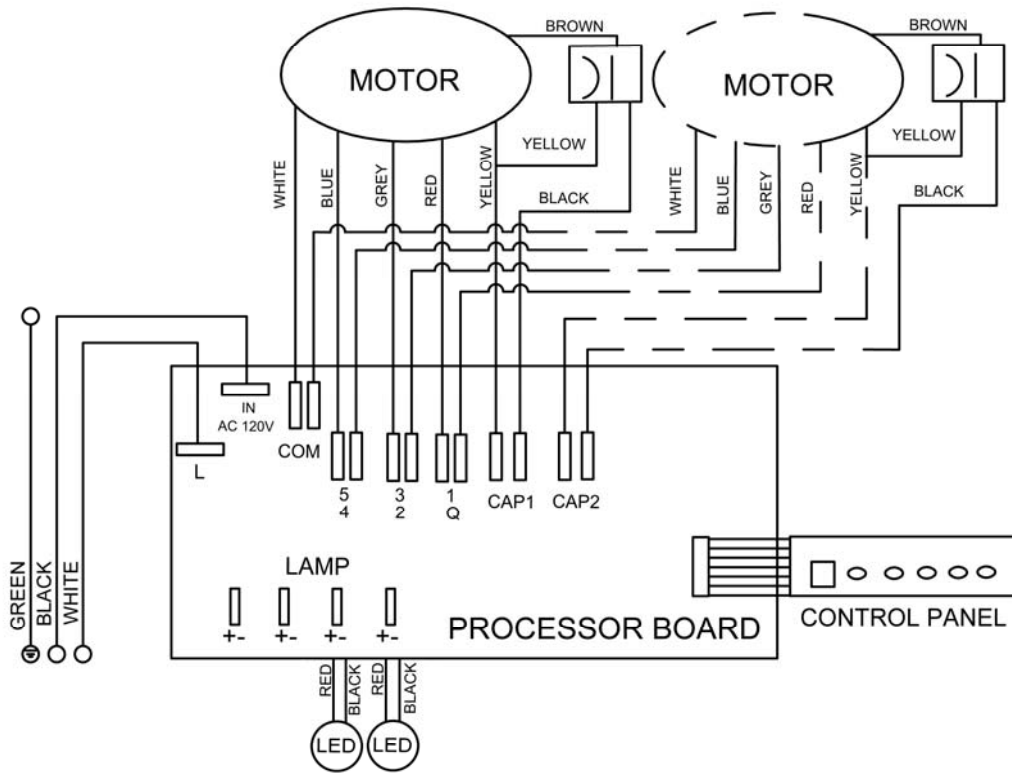 BROWN
BROWN
MOTOR
MOTOR
YELLOW
YELLOW
WHITE
BLUE
GREY
RED
YELLOW
BLACK
WHITE
BLUE
GREY
RED
YELLOW
BLACK
IN
AC 120V
L
COM
5
4
3
2
1
Q
CAP1
CAP2
LAMP
+-
+-
+-
+-
PROCESSOR BOARD
CONTROL PANEL
GREEN
BLACK
WHITE
RED
BLACK
RED
BLACK
LED
LED